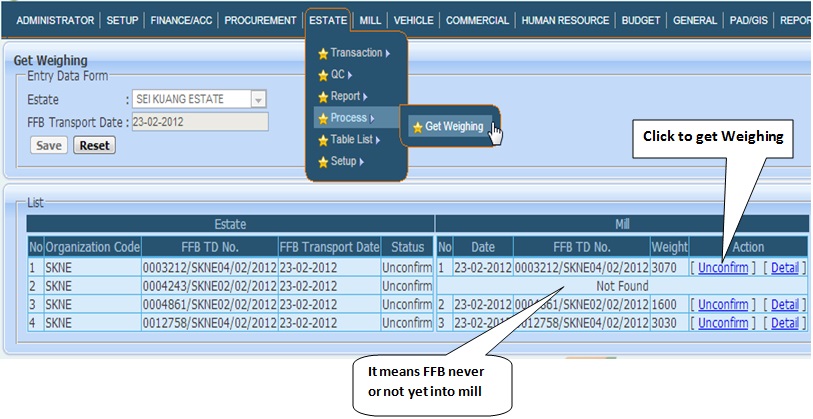 ADMINISTRATOR | SETUP | FINANCE/ACC | PROCUREMENT | ESTATE | MILL | VEHICLE | COMMERCIAL | HUMAN RESOURCE | BUDGET | GENERAL | PAD/GIS | REPOR
Get Weighing
Entry Data Form
Estate : SEI KUANG ESTATE
FFB Transport Date : 23-02-2012
Save Reset
Transaction
QC
Report
Process
Table List
Setup
Get Weighing
Click to get Weighing
List
Estate Mill
No Organization Code FFB TD No. FFB Transport Date Status No Date FFB TD No. Weight Action
1 SKNE 0003212/SKNE04/02/2012 23-02-2012 Unconfirm 1 23-02-2012 0003212/SKNE04/02/2012 3070 [ Unconfirm ] [ Detail ]
2 SKNE 0004243/SKNE02/02/2012 23-02-2012 Unconfirm Not Found
3 SKNE 0004861/SKNE02/02/2012 23-02-2012 Unconfirm 2 23-02-2012 0004861/SKNE02/02/2012 1600 [ Unconfirm ] [ Detail ]
4 SKNE 0012758/SKNE04/02/2012 23-02-2012 Unconfirm 3 23-02-2012 0012758/SKNE04/02/2012 3030 [ Unconfirm ] [ Detail ]
It means FFB never
or not yet into mill